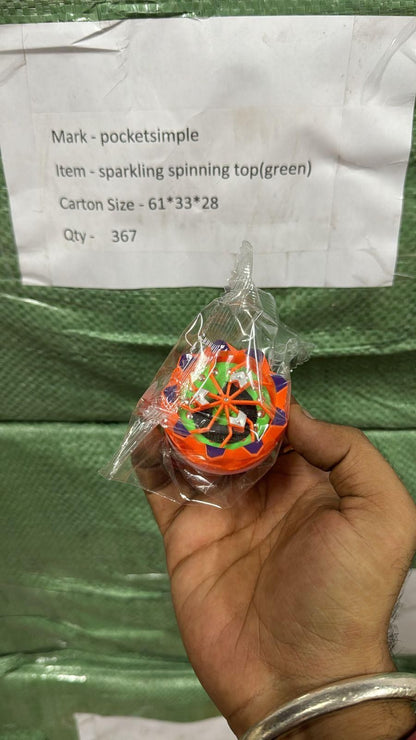 Mark - pocketsimple
Item - sparkling spinning top(green)
Carton Size - 61*33*28
Qty - 367